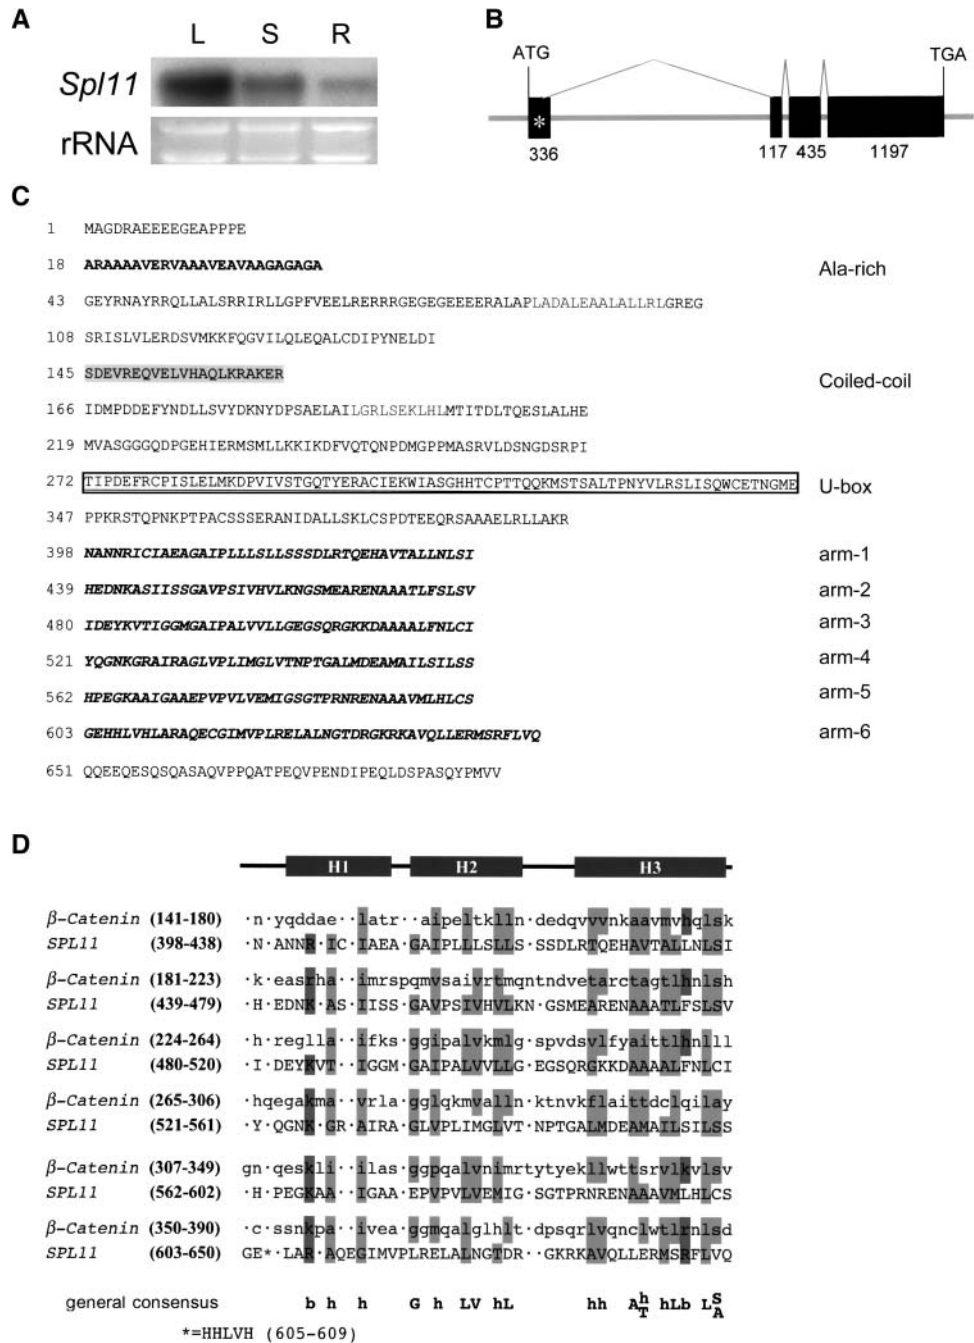 A
L S R
Spl11
rRNA
B
ATG
TGA
*
336
117 435 1197
C
1 MAGDRAEEEEGEAPPPE
18 ARAAAAVERVAAAVEAVAAGAGAGA Ala-rich
43 GEYRNAYRRQLLALSRRIRLLGPFVEELRERRRGEGEGEEEERALAPLADALEAALALLRLGREG
108 SRISLVLERDSVMKKFQGVILQLEQALCDIPYNELDI
145 SDEVREQVELVHAQLKRAKER Coiled-coil
166 IDMPDDEFYNDLLSVYDKNYDPSAELAILGRLSEKLHLMTITDLTQESLALHE
219 MVASGGGQDPGEHIERMSMLLKKIKDFVQTQNPDMGPPMASRVLDSNGDSRPI
272 TIPDEFRCPISLELMKDPVIVSTGQTYERACIEKWIASGHHTCPTTQQKMSTSALTPNYVLRSLISQWCETNGME U-box
347 PPKRSTQPNKPTPACSSSERANIDALLSKLCSPDTEEQRSAAAELRLLAKR
398 NANNRICIAEAGAIPLLLSLLSSSDLRTQEHAVTALLNLSI arm-1
439 HEDNKASIISSGAVPSIVHVLKNGSMEARENAAATLFSLSV arm-2
480 IDEYKVTIGGMGAIPALVVLLGEGSQRGKKDAAAALFNLCI arm-3
521 YQGNKGRAIRAGLVPLIMGLVTNPTGALMDEAMAILSILSS arm-4
562 HPEGKAAIGAAEPVPVLVEMIGSGTPRNRENAAAVMLHLCS arm-5
603 GEHHLVHLARAQECGIMVPLRELALNGTDRGKRKAVQLLERMSRFLVQ arm-6
651 QQEEQESQSQASAQVPPQATPEQVPENDIPEQLDSPASQYPMVV
D
H1 H2 H3
β-Catenin (141-180) ·n·yqddae··latr··aipeltklln·dedqvvvnkaavmvhqlsk
SPL11 (398-438) ·N·ANNR·IC·IAEA·GAIPLLLSLLS·SSDLRTQEHAVTALLNLSI
β-Catenin (181-223) ·k·easrha··imrspqmvsaivrtmqntndvetarctagtlhnlsh
SPL11 (439-479) ·H·EDNK·AS·IISS·GAVPSIVHVLKN·GSMEARENAAATLFSLSV
β-Catenin (224-264) ·h·reglla··ifks·ggipalvkmlg·spvdsvlfyaittlhnlll
SPL11 (480-520) ·I·DEYKVT·IGGM·GAIPALVVLLG·EGSQRGKKDAAAALFNLCI
β-Catenin (265-306) ·hqegakma··vrla·gglqkmvalln·ktnvkflaittdclqilay
SPL11 (521-561) ·Y·QGNK·GR·AIRA·GLVPLIMGLVT·NPTGALMDEAMAILSILSS
β-Catenin (307-349) gn·qeskli··ilas·ggpqalvnimrtytyekllwttsrvlkvlsv
SPL11 (562-602) ·H·PEGKAA·IGAA·EPVPVLVEMIG·SGTPRNRENAAAVMLHLCS
β-Catenin (350-390) ·c·ssnkpa··ivea·ggmqalglhlt·dpsqrlvqnclwtlrnlsd
SPL11 (603-650) GE*·LAR·AQEGIMVPLRELALNGTDR··GKRKAVQLLERMSRFLVQ
general consensus b h h G h LV hL hh A h/T hLb L S/A
*=HHLVH (605-609)